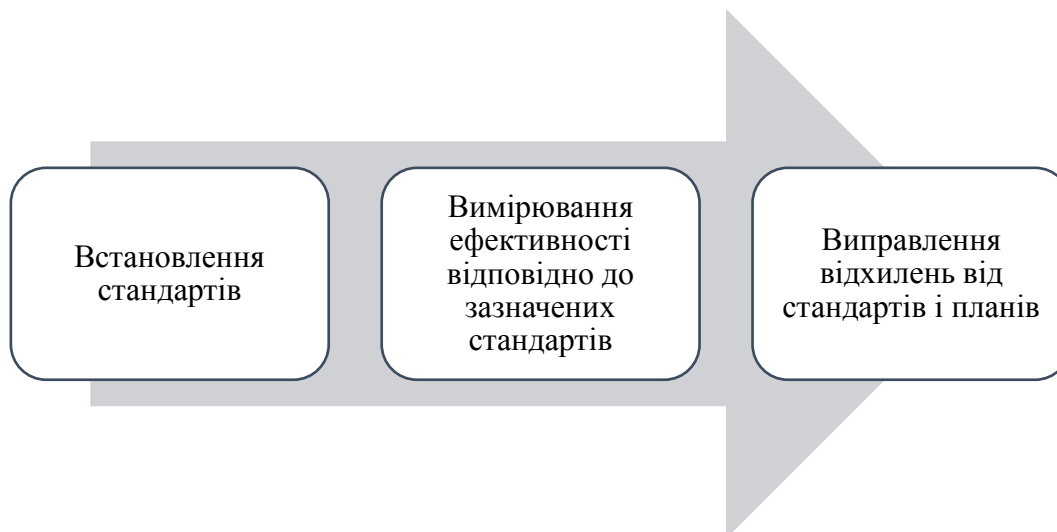 Встановлення
стандартів
Вимірювання
ефективності
відповідно до
зазначених
стандартів
Виправлення
відхилень від
стандартів і планів